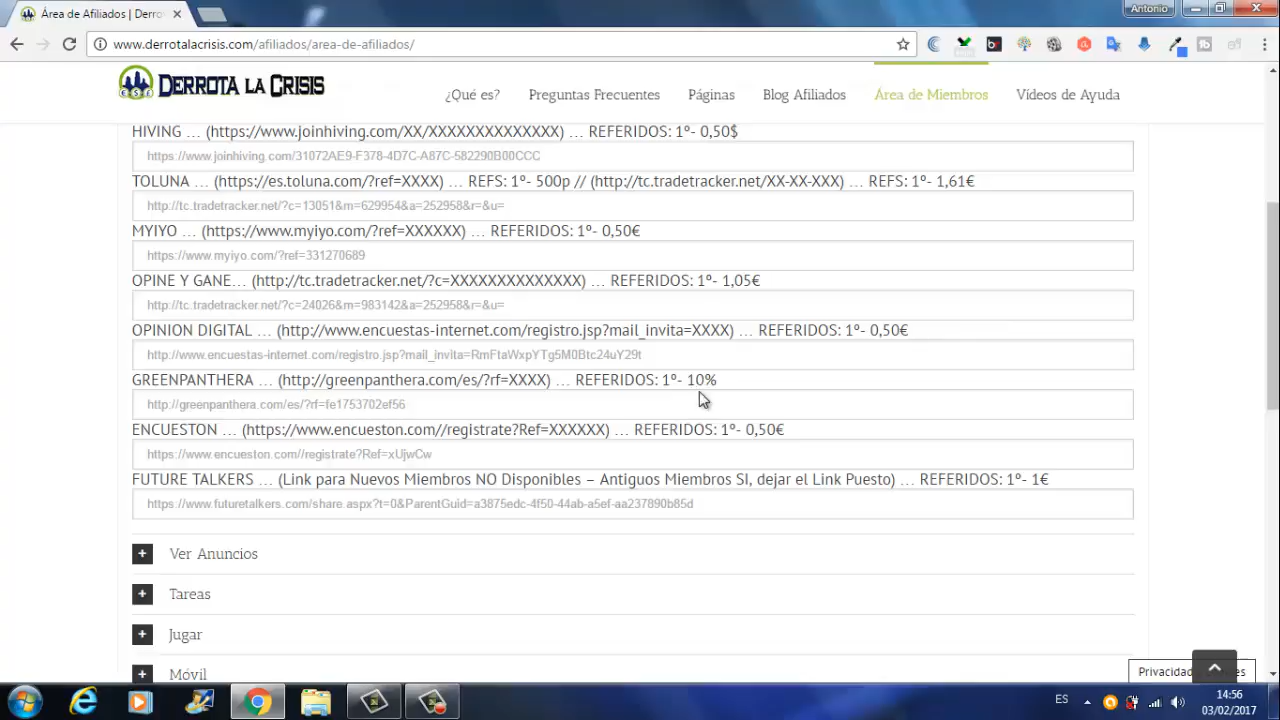 Área de Afiliados | Derro
Antonio
www.derrotalacrisis.com/afiliados/area-de-afiliados/
DERROTA LA CRISIS
¿Qué es?
Preguntas Frecuentes
Páginas
Blog Afiliados
Área de Miembros
Vídeos de Ayuda
HIVING … (https://www.joinhiving.com/XX/XXXXXXXXXXXXXX) … REFERIDOS: 1º- 0,50$
https://www.joinhiving.com/31072AE9-F378-4D7C-A87C-582290B00CCC
TOLUNA … (https://es.toluna.com/?ref=XXXX) … REFS: 1º- 500p // (http://tc.tradetracker.net/XX-XX-XXX) … REFS: 1º- 1,61€
http://tc.tradetracker.net/?c=13051&m=629954&a=252958&r=&u=
MYIYO … (https://www.myiyo.com/?ref=XXXXXX) … REFERIDOS: 1º- 0,50€
https://www.myiyo.com/?ref=331270689
OPINE Y GANE… (http://tc.tradetracker.net/?c=XXXXXXXXXXXXXX) … REFERIDOS: 1º- 1,05€
http://tc.tradetracker.net/?c=24026&m=983142&a=252958&r=&u=
OPINION DIGITAL … (http://www.encuestas-internet.com/registro.jsp?mail_invita=XXXX) … REFERIDOS: 1º- 0,50€
http://www.encuestas-internet.com/registro.jsp?mail_invita=RmFtaWxpYTg5M0Btc24uY29t
GREENPANTHERA … (http://greenpanthera.com/es/?rf=XXXX) … REFERIDOS: 1º- 10%
http://greenpanthera.com/es/?rf=fe1753702ef56
ENCUESTON … (https://www.encueston.com//registrate?Ref=XXXXXX) … REFERIDOS: 1º- 0,50€
https://www.encueston.com//registrate?Ref=xUjwCw
FUTURE TALKERS … (Link para Nuevos Miembros NO Disponibles – Antiguos Miembros SI, dejar el Link Puesto) … REFERIDOS: 1º- 1€
https://www.futuretalkers.com/share.aspx?t=0&ParentGuid=a3875edc-4f50-44ab-a5ef-aa237890b85d
Ver Anuncios
Tareas
Jugar
Móvil
Privacidad
ES
14:56
03/02/2017